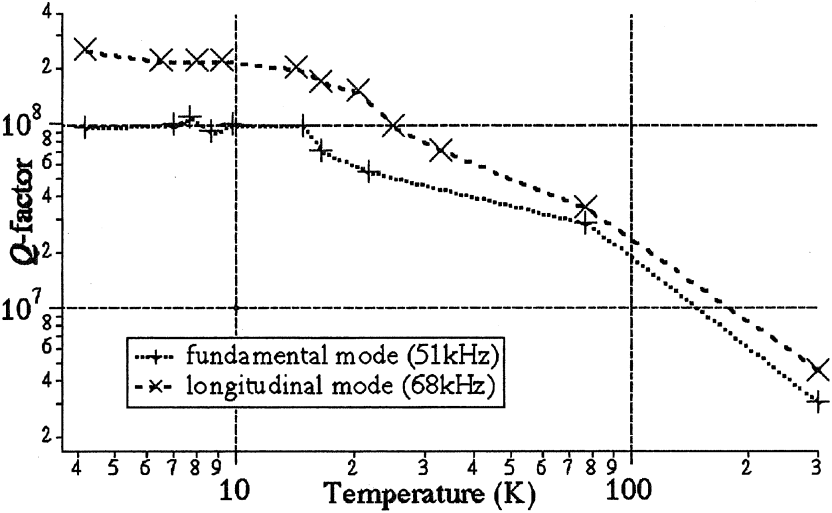 4
2
10⁸
8
6
4
2
10⁷
8
6
4
2
Q-factor
fundamental mode (51kHz)
longitudinal mode (68kHz)
4 5 6 7 8 9 2 3 4 5 6 7 8 9 2 3
10 Temperature (K) 100